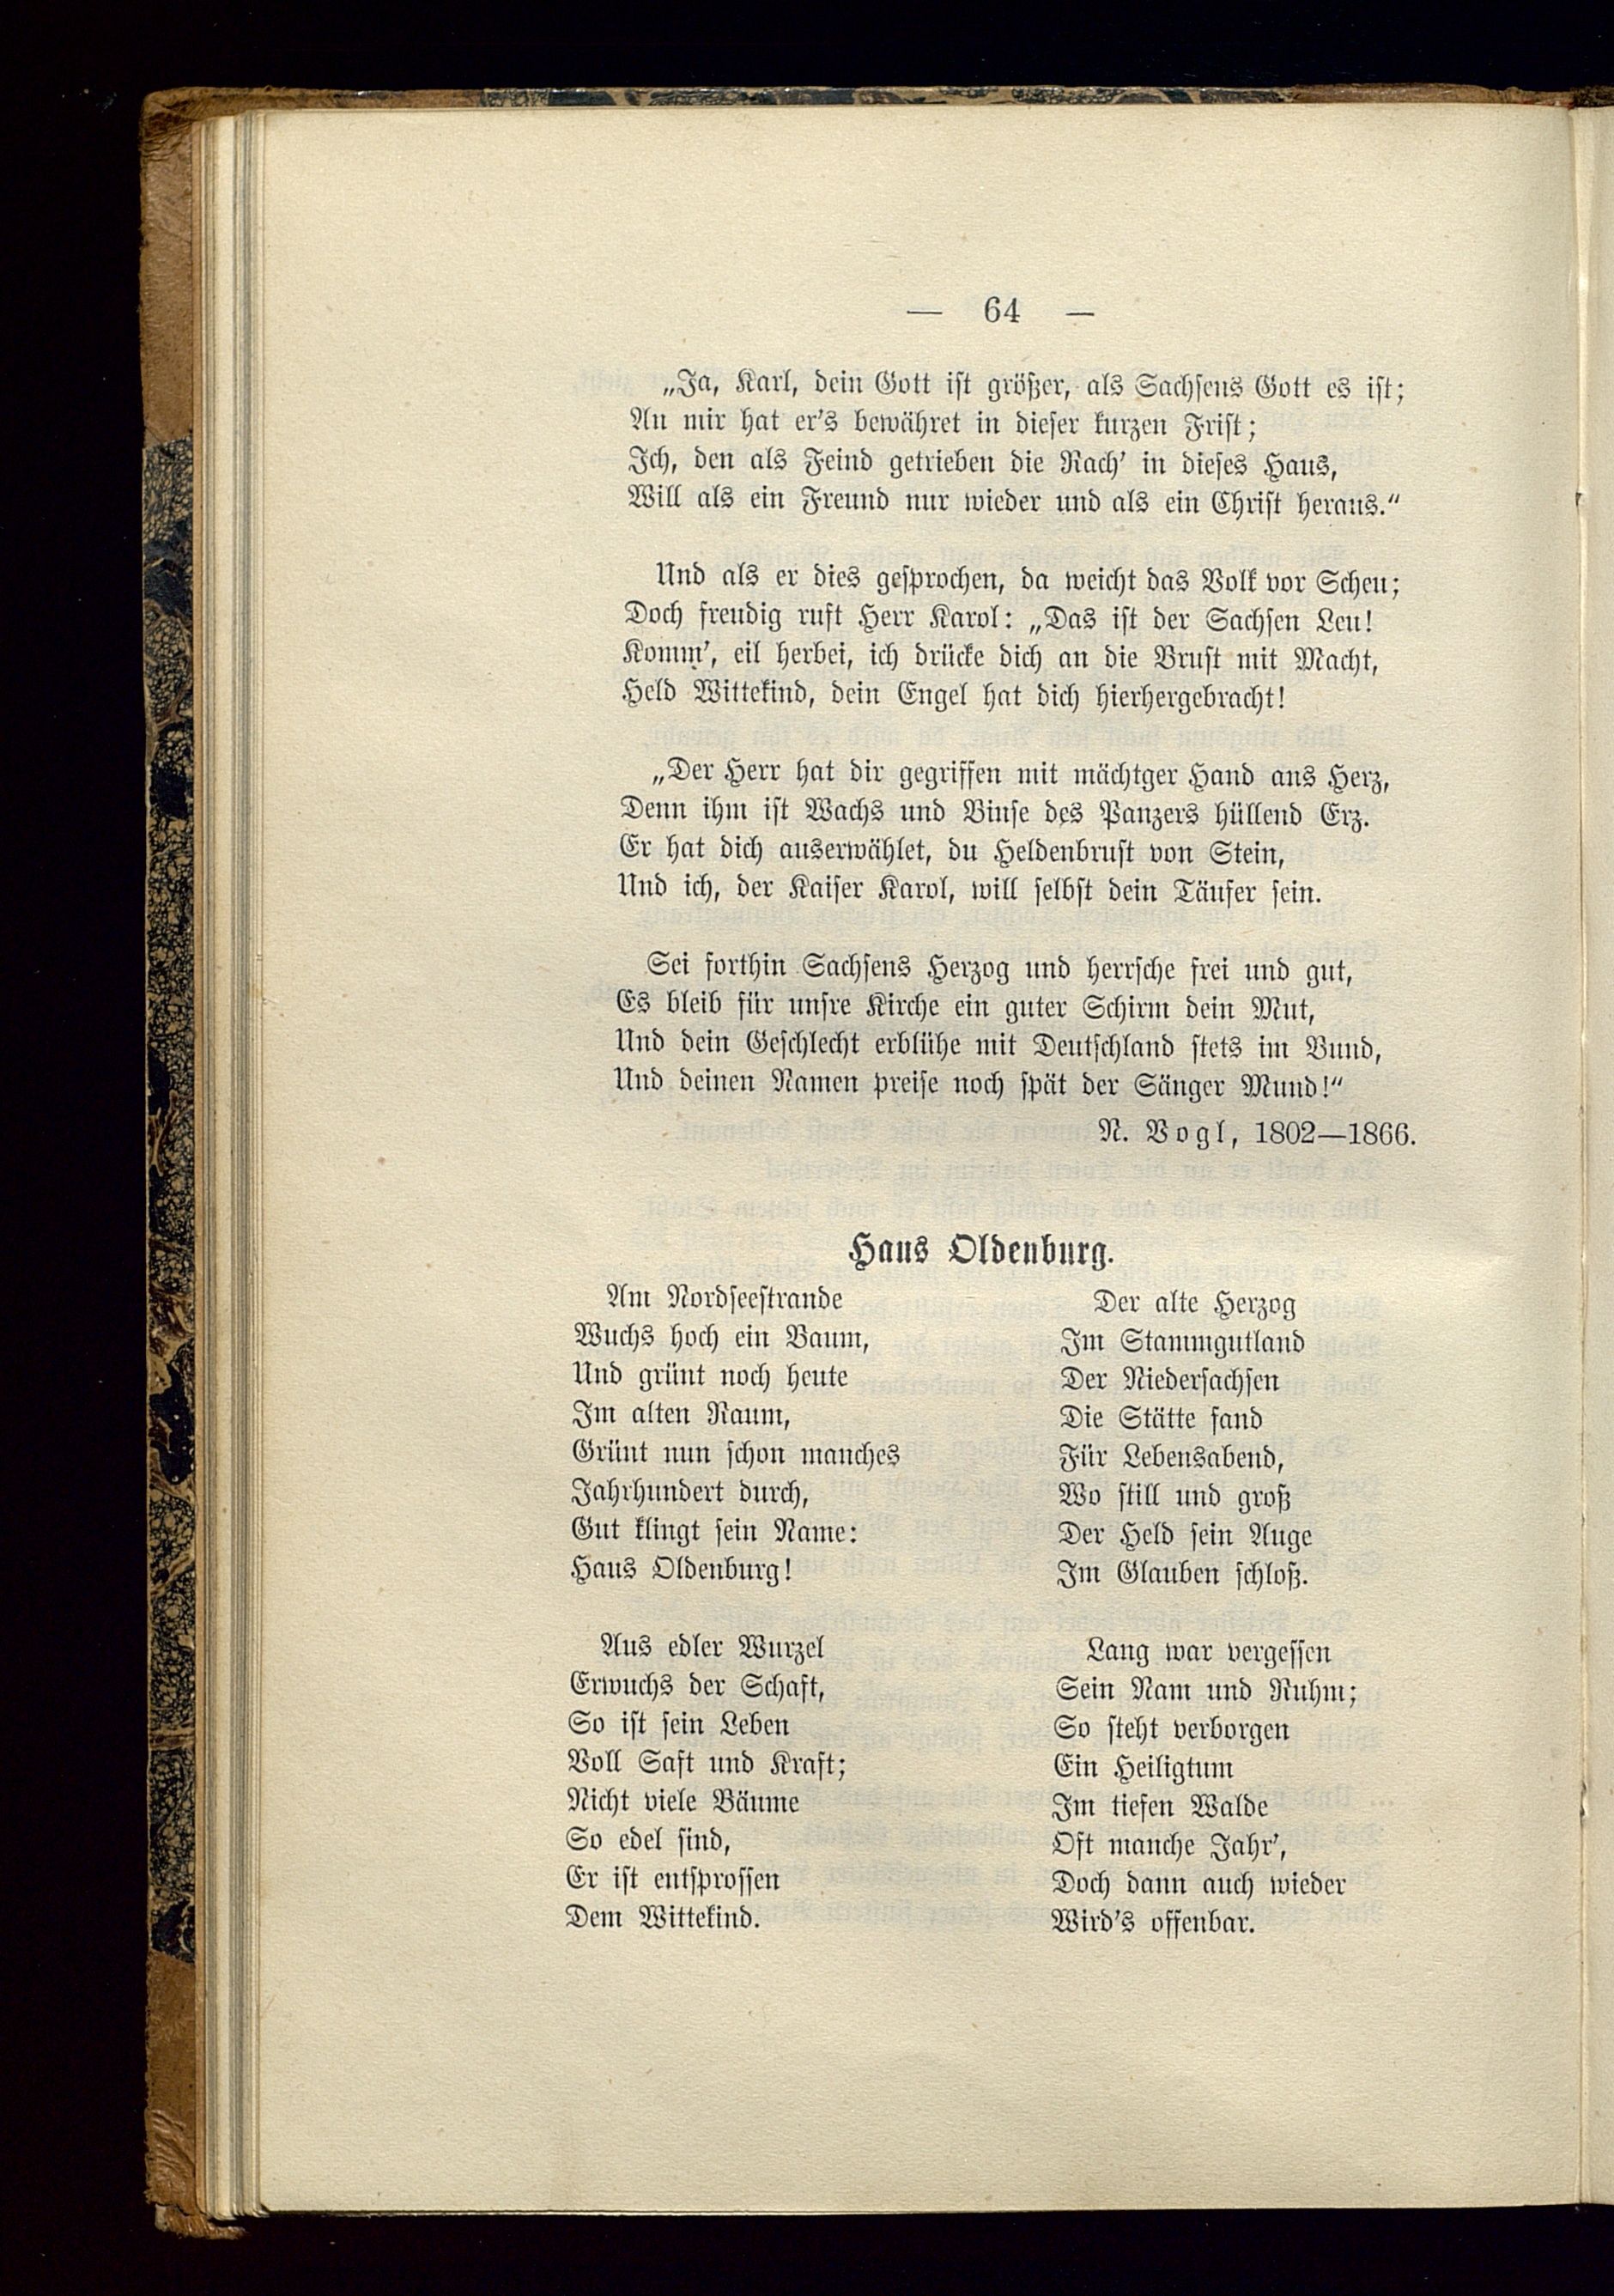 — 64 —
„Ja, Karl, dein Gott ist größer, als Sachsens Gott es ist;
An mir hat er's bewähret in dieser kurzen Frist;
Ich, den als Feind getrieben die Rach' in dieses Haus,
Will als ein Freund nur wieder und als ein Christ heraus.“
Und als er dies gesprochen, da weicht das Volk vor Scheu;
Doch freudig ruft Herr Karol: „Das ist der Sachsen Leu!
Komm', eil herbei, ich drücke dich an die Brust mit Macht,
Held Wittekind, dein Engel hat dich hierhergebracht!
„Der Herr hat dir gegriffen mit mächtger Hand ans Herz,
Denn ihm ist Wachs und Binse des Panzers hüllend Erz.
Er hat dich auserwählet, du Heldenbrust von Stein,
Und ich, der Kaiser Karol, will selbst dein Täufer sein.
Sei forthin Sachsens Herzog und herrsche frei und gut,
Es bleib für unsre Kirche ein guter Schirm dein Mut,
Und dein Geschlecht erblühe mit Deutschland stets im Bund,
Und deinen Namen preise noch spät der Sänger Mund!“
N. Vogl, 1802—1866.
Haus Oldenburg.
Am Nordseestrande
Wuchs hoch ein Baum,
Und grünt noch heute
Im alten Raum,
Grünt nun schon manches
Jahrhundert durch,
Gut klingt sein Name:
Haus Oldenburg!
Aus edler Wurzel
Erwuchs der Schaft,
So ist sein Leben
Voll Saft und Kraft;
Nicht viele Bäume
So edel sind,
Er ist entsprossen
Dem Wittekind.
Der alte Herzog
Im Stammgutland
Der Niedersachsen
Die Stätte fand
Für Lebensabend,
Wo still und groß
Der Held sein Auge
Im Glauben schloß.
Lang war vergessen
Sein Nam und Ruhm;
So steht verborgen
Ein Heiligtum
Im tiefen Walde
Oft manche Jahr',
Doch dann auch wieder
Wird's offenbar.